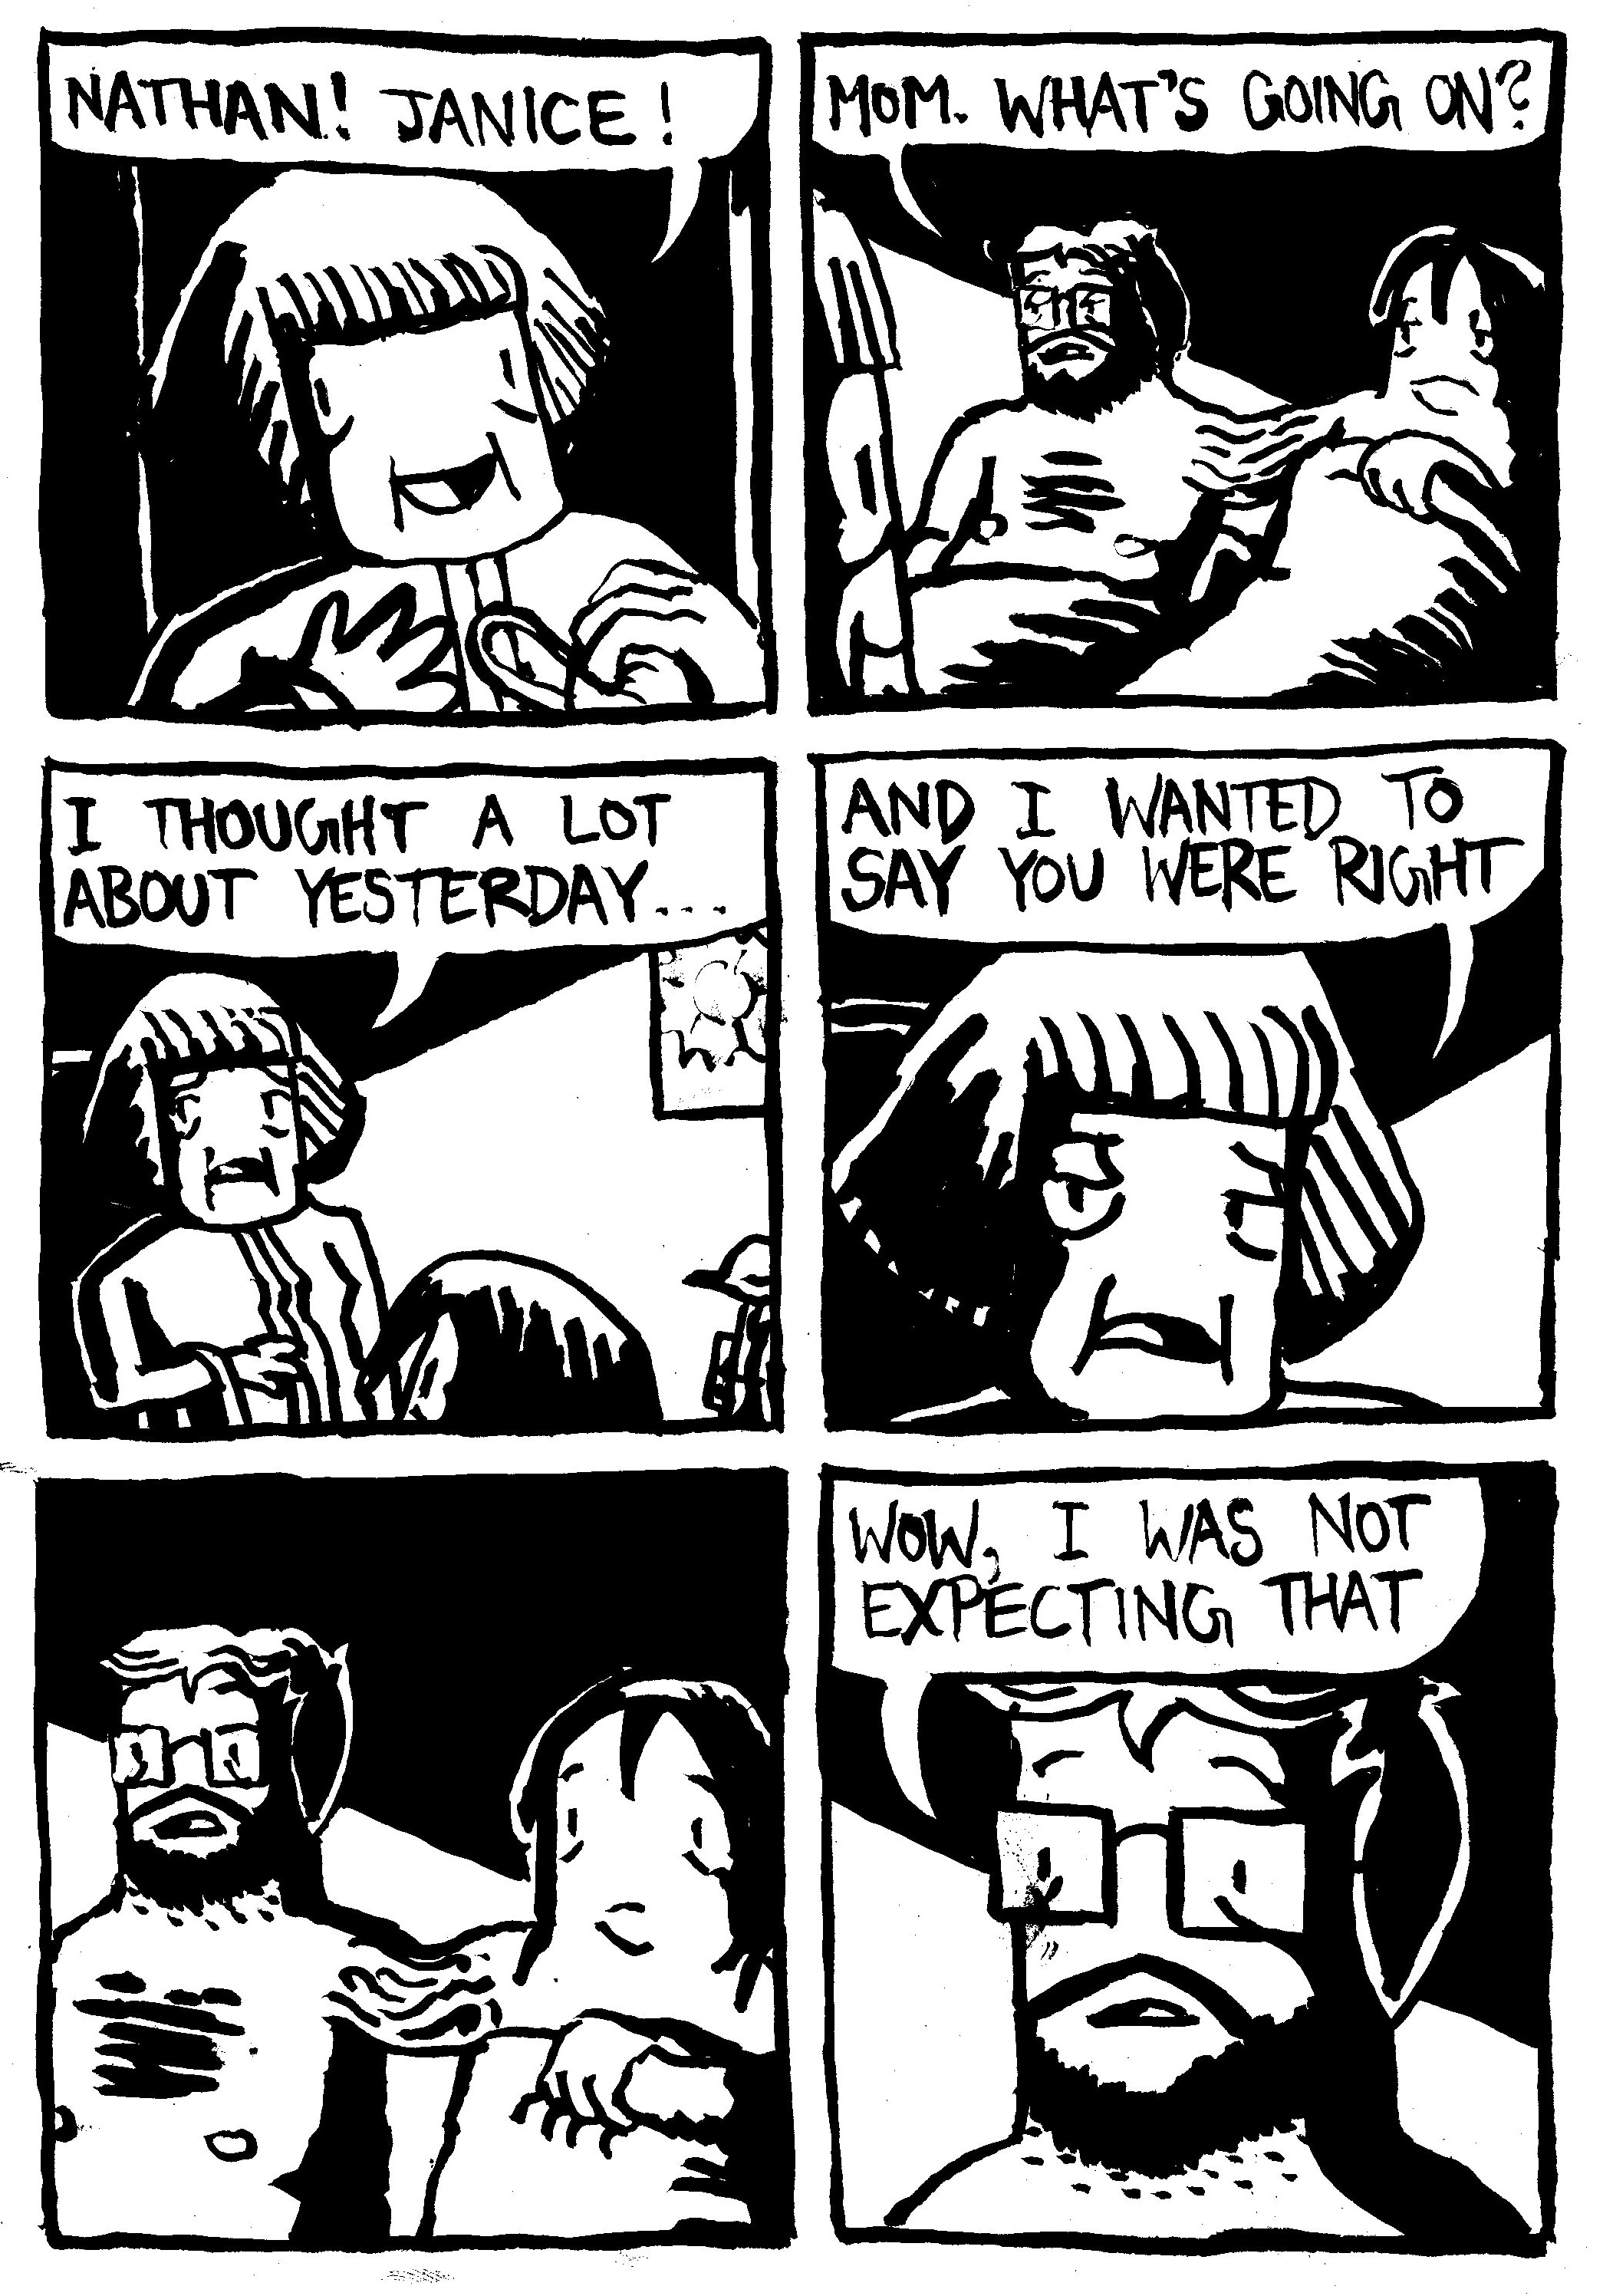 NATHAN! JANICE!
MOM. WHAT'S GOING ON?
I THOUGHT A LOT
ABOUT YESTERDAY...
AND I WANTED TO
SAY YOU WERE RIGHT
WOW, I WAS NOT
EXPECTING THAT